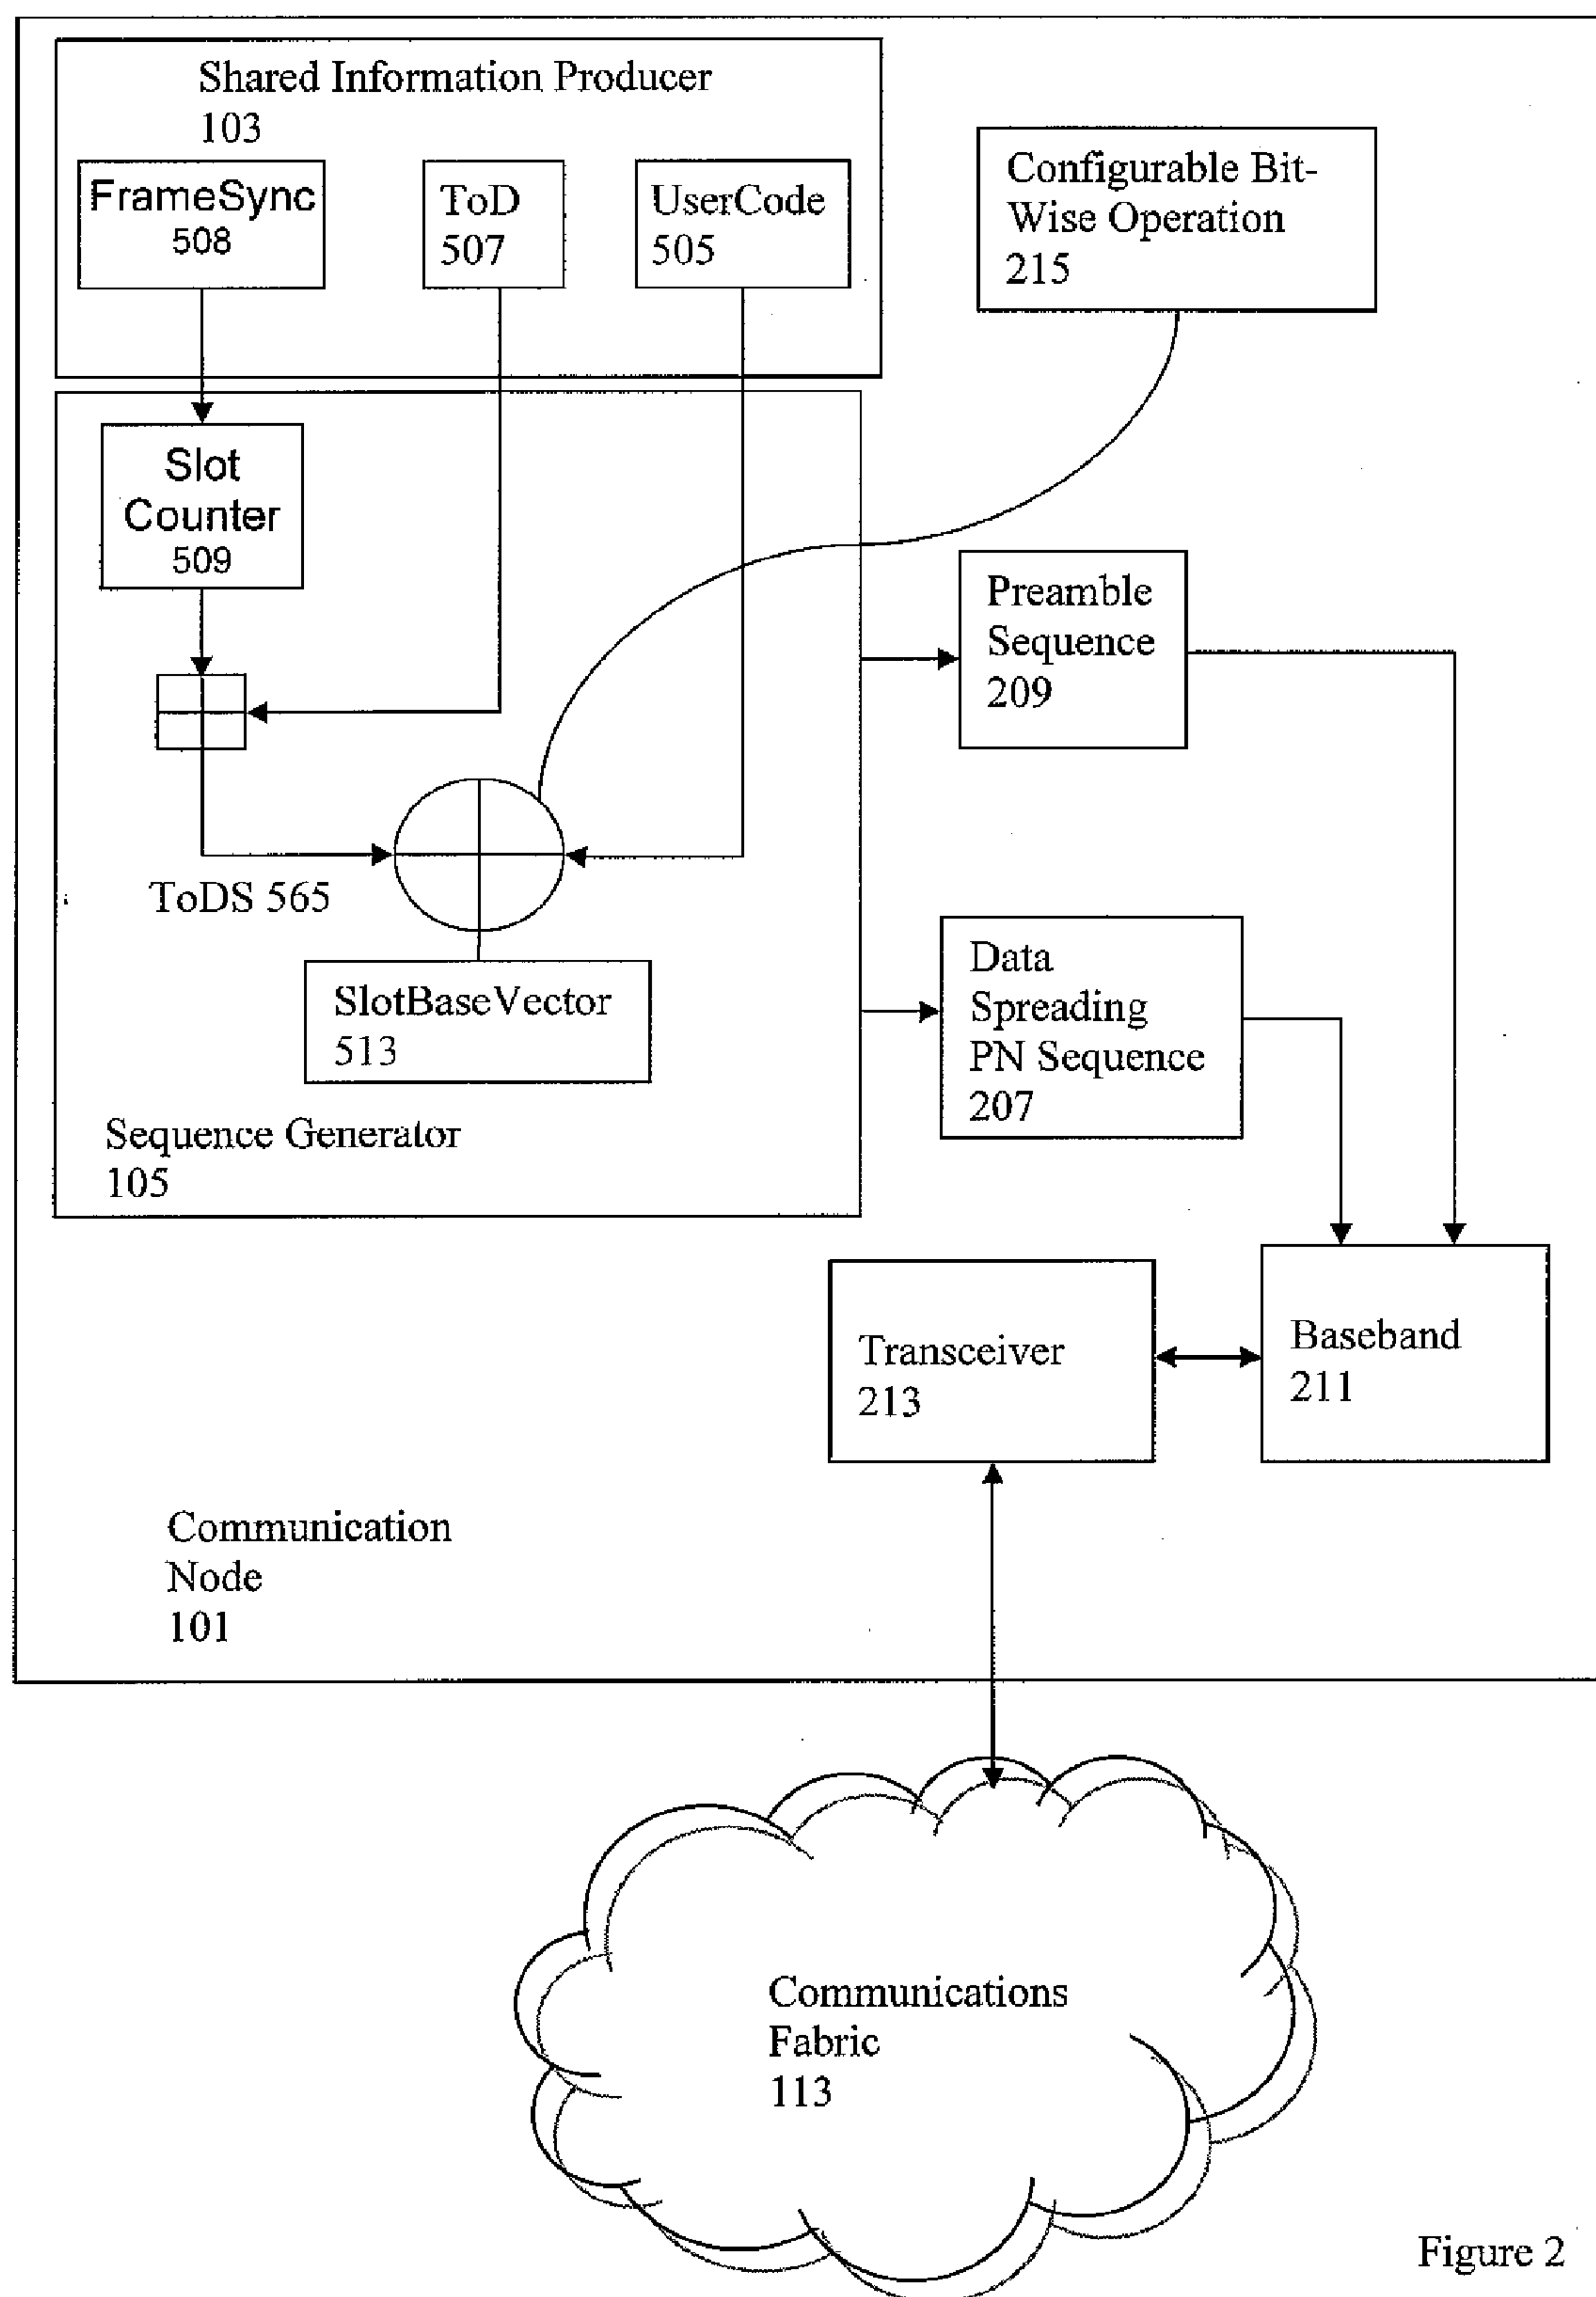 Shared Information Producer
103
FrameSync
508
ToD
507
UserCode
505
Configurable Bit-
Wise Operation
215
Slot
Counter
509
Preamble
Sequence
209
ToDS 565
SlotBaseVector
513
Data
Spreading
PN Sequence
207
Sequence Generator
105
Transceiver
213
Baseband
211
Communication
Node
101
Communications
Fabric
113
Figure 2